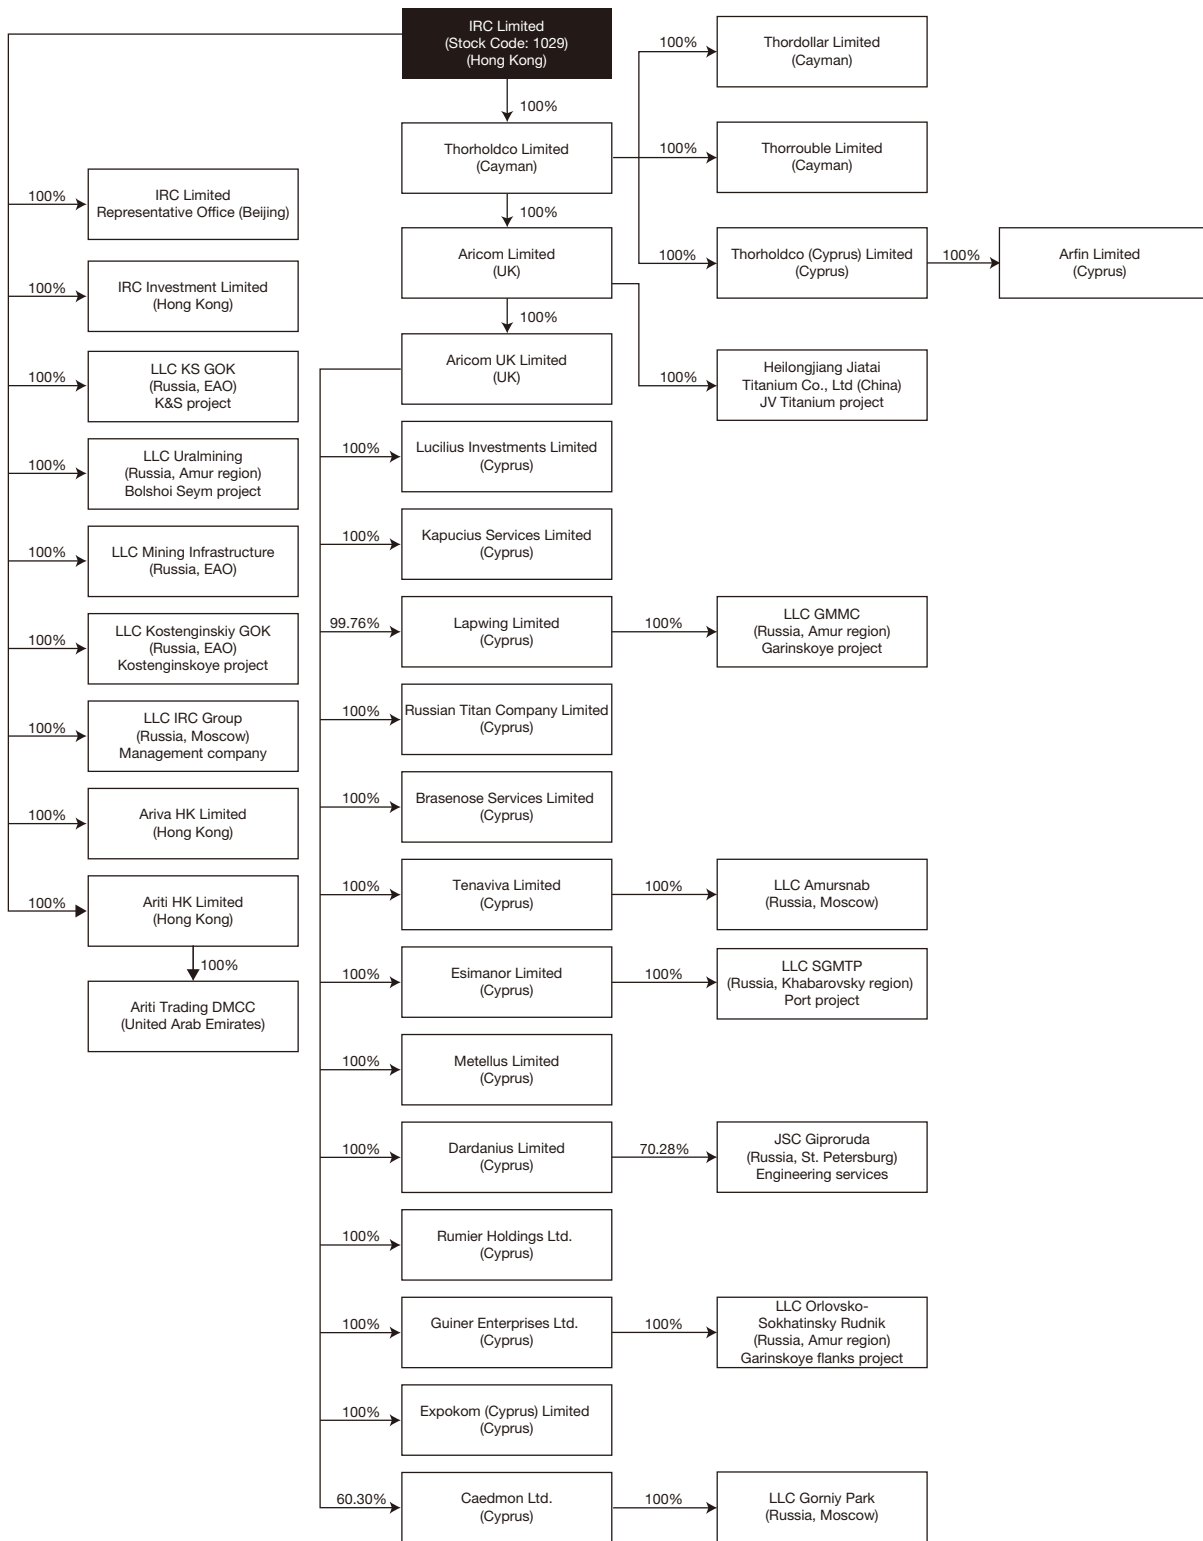 IRC Limited
(Stock Code: 1029)
(Hong Kong)
100%
Thorholdco Limited
(Cayman)
100%
Thordollar Limited
(Cayman)
100%
Thorrouble Limited
(Cayman)
100%
Thorholdco (Cyprus) Limited
(Cyprus)
100%
Arfin Limited
(Cyprus)
100%
Aricom Limited
(UK)
100%
Aricom UK Limited
(UK)
100%
Heilongjiang Jiatai
Titanium Co., Ltd (China)
JV Titanium project
100%
IRC Limited
Representative Office (Beijing)
100%
IRC Investment Limited
(Hong Kong)
100%
LLC KS GOK
(Russia, EAO)
K&S project
100%
LLC Uralmining
(Russia, Amur region)
Bolshoi Seym project
100%
LLC Mining Infrastructure
(Russia, EAO)
100%
LLC Kostenginskiy GOK
(Russia, EAO)
Kostenginskoye project
100%
LLC IRC Group
(Russia, Moscow)
Management company
100%
Ariva HK Limited
(Hong Kong)
100%
Ariti HK Limited
(Hong Kong)
100%
Ariti Trading DMCC
(United Arab Emirates)
100%
Lucilius Investments Limited
(Cyprus)
100%
Kapucius Services Limited
(Cyprus)
99.76%
Lapwing Limited
(Cyprus)
100%
LLC GMMC
(Russia, Amur region)
Garinskoye project
100%
Russian Titan Company Limited
(Cyprus)
100%
Brasenose Services Limited
(Cyprus)
100%
Tenaviva Limited
(Cyprus)
100%
LLC Amursnab
(Russia, Moscow)
100%
Esimanor Limited
(Cyprus)
100%
LLC SGMTP
(Russia, Khabarovsky region)
Port project
100%
Metellus Limited
(Cyprus)
100%
Dardanius Limited
(Cyprus)
70.28%
JSC Giproruda
(Russia, St. Petersburg)
Engineering services
100%
Rumier Holdings Ltd.
(Cyprus)
100%
Guiner Enterprises Ltd.
(Cyprus)
100%
LLC Orlovsko-
Sokhatinsky Rudnik
(Russia, Amur region)
Garinskoye flanks project
100%
Expokom (Cyprus) Limited
(Cyprus)
60.30%
Caedmon Ltd.
(Cyprus)
100%
LLC Gorniy Park
(Russia, Moscow)